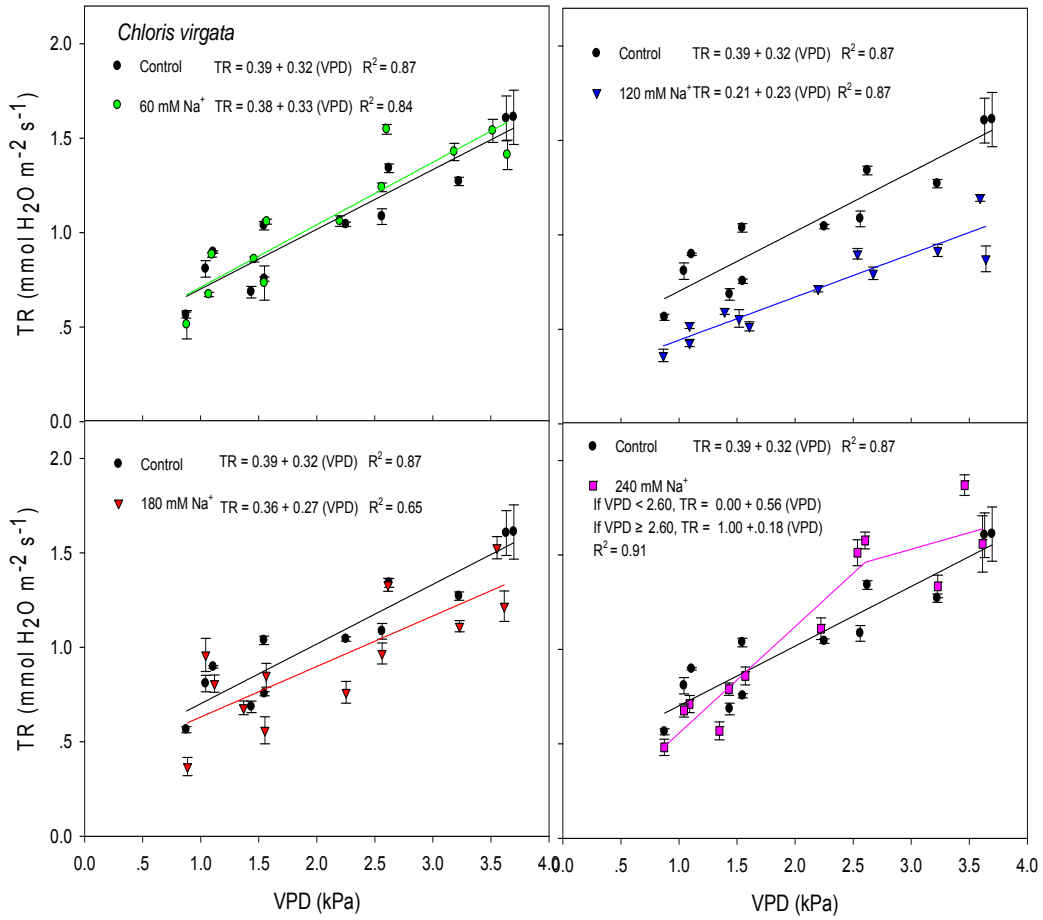 Chloris virgata
Control TR = 0.39 + 0.32 (VPD) R² = 0.87
60 mM Na⁺ TR = 0.38 + 0.33 (VPD) R² = 0.84
Control TR = 0.39 + 0.32 (VPD) R² = 0.87
120 mM Na⁺ TR = 0.21 + 0.23 (VPD) R² = 0.87
2.0
1.5
1.0
.5
0.0
TR (mmol H₂O m⁻² s⁻¹)
Control TR = 0.39 + 0.32 (VPD) R² = 0.87
180 mM Na⁺ TR = 0.36 + 0.27 (VPD) R² = 0.65
Control TR = 0.39 + 0.32 (VPD) R² = 0.87
240 mM Na⁺
If VPD < 2.60, TR = 0.00 + 0.56 (VPD)
If VPD ≥ 2.60, TR = 1.00 +0.18 (VPD)
R² = 0.91
2.0
1.5
1.0
.5
0.0
TR (mmol H₂O m⁻² s⁻¹)
0.0 0.5 1.0 1.5 2.0 2.5 3.0 3.5 4.0
0.0 0.5 1.0 1.5 2.0 2.5 3.0 3.5 4.0
VPD (kPa)
VPD (kPa)